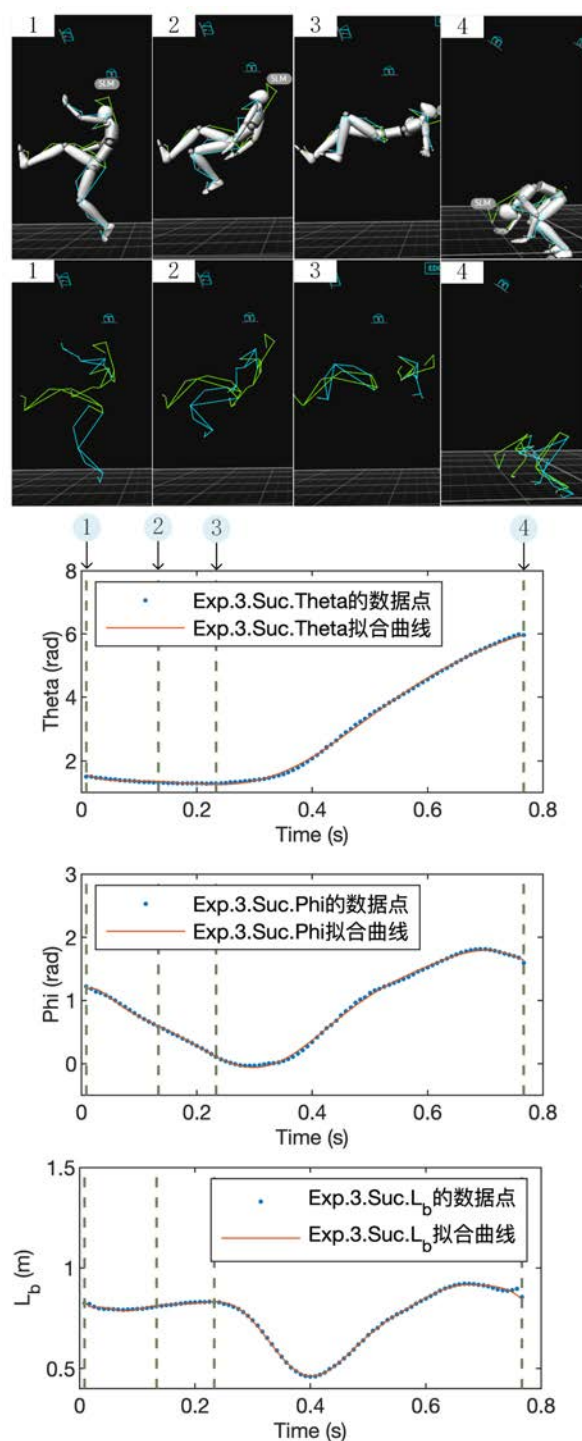 1 2 3 4
SLM SLM SLM
1 2 3 4
1 2 3 4
8
6
4
2
Theta (rad)
Exp.3.Suc.Theta的数据点
Exp.3.Suc.Theta拟合曲线
0 0.2 0.4 0.6 0.8
Time (s)
3
2
1
0
Phi (rad)
Exp.3.Suc.Phi的数据点
Exp.3.Suc.Phi拟合曲线
0 0.2 0.4 0.6 0.8
Time (s)
1.5
1
0.5
L_b (m)
Exp.3.Suc.L_b的数据点
Exp.3.Suc.L_b拟合曲线
0 0.2 0.4 0.6 0.8
Time (s)